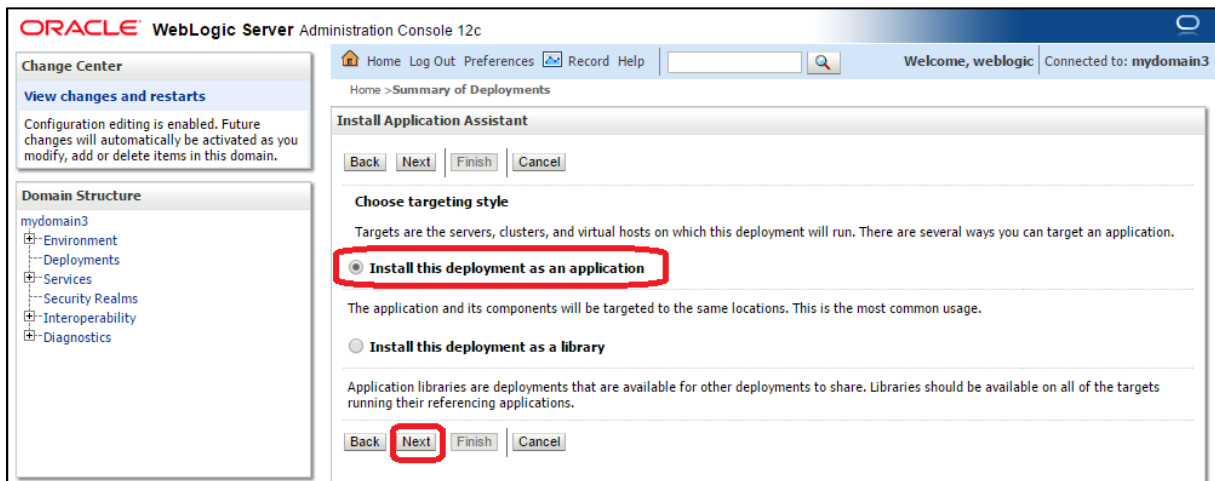 ORACLE WebLogic Server Administration Console 12c
Change Center
View changes and restarts
Configuration editing is enabled. Future
changes will automatically be activated as you
modify, add or delete items in this domain.
Domain Structure
mydomain3
Environment
Deployments
Services
Security Realms
Interoperability
Diagnostics
Home Log Out Preferences Record Help
Welcome, weblogic Connected to: mydomain3
Home >Summary of Deployments
Install Application Assistant
Back Next Finish Cancel
Choose targeting style
Targets are the servers, clusters, and virtual hosts on which this deployment will run. There are several ways you can target an application.
Install this deployment as an application
The application and its components will be targeted to the same locations. This is the most common usage.
Install this deployment as a library
Application libraries are deployments that are available for other deployments to share. Libraries should be available on all of the targets
running their referencing applications.
Back Next Finish Cancel